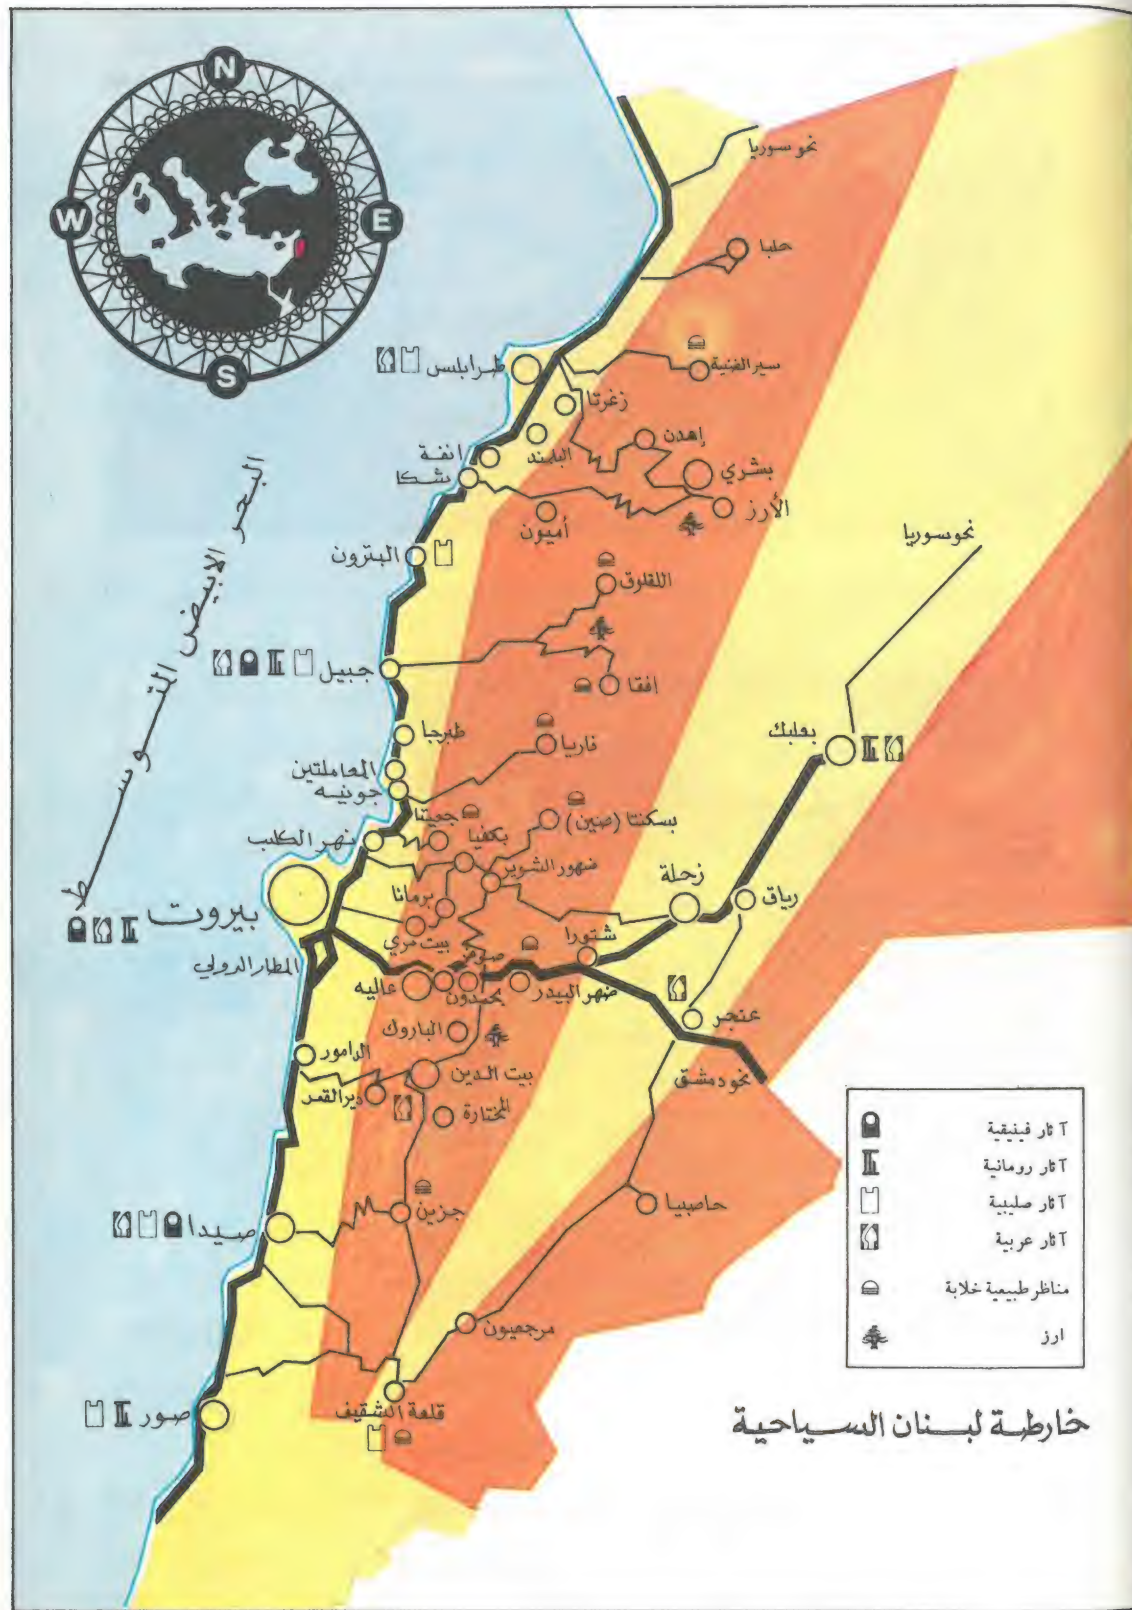 N
W
E
S
نحو سوريا
حلبا
طرابلس
سير الضنية
زغرتا
إهدن
البلمند
انفة
شكا
بشري
الأرز
أميون
نحو سوريا
البترون
اللقلوق
البحر الابيض المتوسط
جبيل
افقا
طبرجا
فاريا
بعلبك
المعاملتين
جونيه
جعيتا
بسكنتا (صنين)
نهر الكلب
بكفيا
ضهور الشوير
زحلة
رياق
برمانا
بيروت
بيت مري
شتورا
صوفر
المطار الدولي
عاليه
بحمدون
ضهر البيدر
عنجر
الباروك
الدامور
بيت الدين
نحو دمشق
دير القمر
المختارة
آثار فينيقية
آثار رومانية
آثار صليبية
آثار عربية
مناظر طبيعية خلابة
ارز
حاصبيا
جزين
صيدا
مرجعيون
قلعة الشقيف
صور
خارطة لبنان السياحية